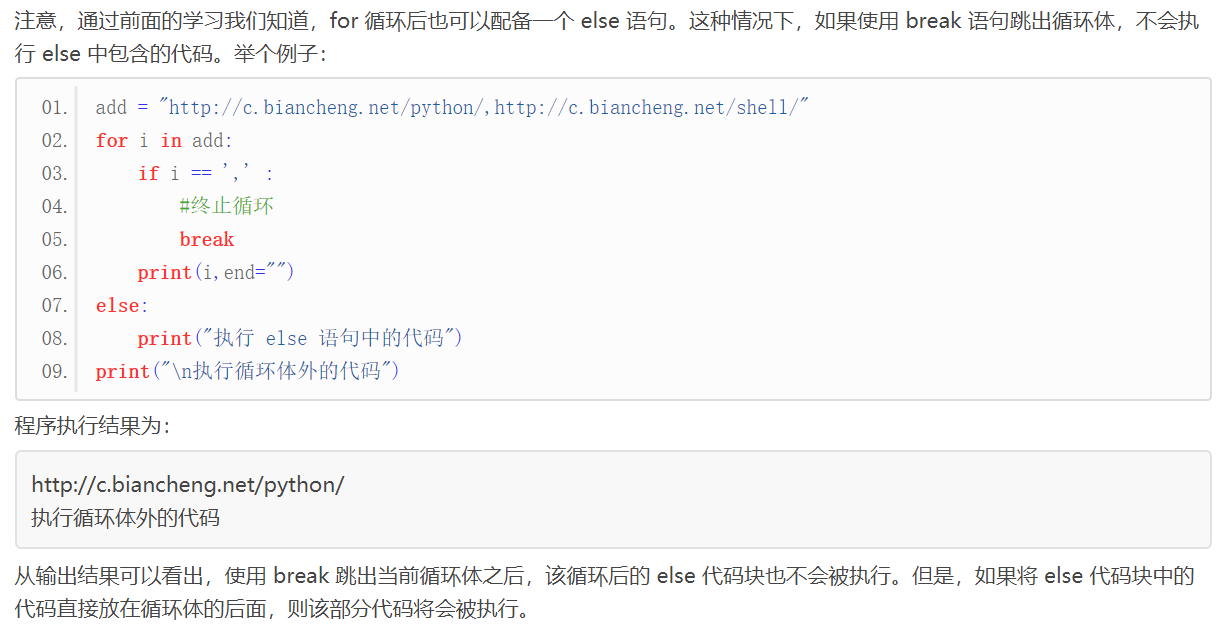 注意，通过前面的学习我们知道，for 循环后也可以配备一个 else 语句。这种情况下，如果使用 break 语句跳出循环体，不会执
行 else 中包含的代码。举个例子：
01. add = "http://c.biancheng.net/python/,http://c.biancheng.net/shell/"
02. for i in add:
03.     if i == ',' :
04.         #终止循环
05.         break
06.     print(i,end="")
07. else:
08.     print("执行 else 语句中的代码")
09. print("\n执行循环体外的代码")
程序执行结果为：
http://c.biancheng.net/python/
执行循环体外的代码
从输出结果可以看出，使用 break 跳出当前循环体之后，该循环后的 else 代码块也不会被执行。但是，如果将 else 代码块中的
代码直接放在循环体的后面，则该部分代码将会被执行。